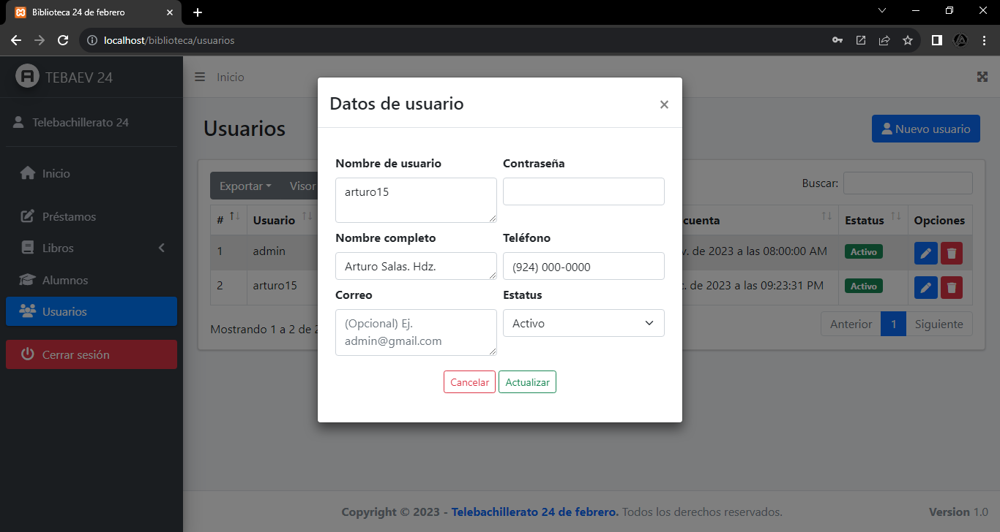 Biblioteca 24 de febrero
localhost/biblioteca/usuarios
TEBAEV 24
Telebachillerato 24
Inicio
Préstamos
Libros
Alumnos
Usuarios
Cerrar sesión
Inicio
Usuarios
Nuevo usuario
Exportar
Visor
Buscar:
# Usuario cuenta Estatus Opciones
1 admin v. de 2023 a las 08:00:00 AM Activo
2 arturo15 c. de 2023 a las 09:23:31 PM Activo
Mostrando 1 a 2 de 2
Anterior 1 Siguiente
Datos de usuario
Nombre de usuario Contraseña
arturo15
Nombre completo Teléfono
Arturo Salas. Hdz. (924) 000-0000
Correo Estatus
(Opcional) Ej.
admin@gmail.com
Activo
Cancelar Actualizar
Copyright © 2023 - Telebachillerato 24 de febrero. Todos los derechos reservados.
Version 1.0